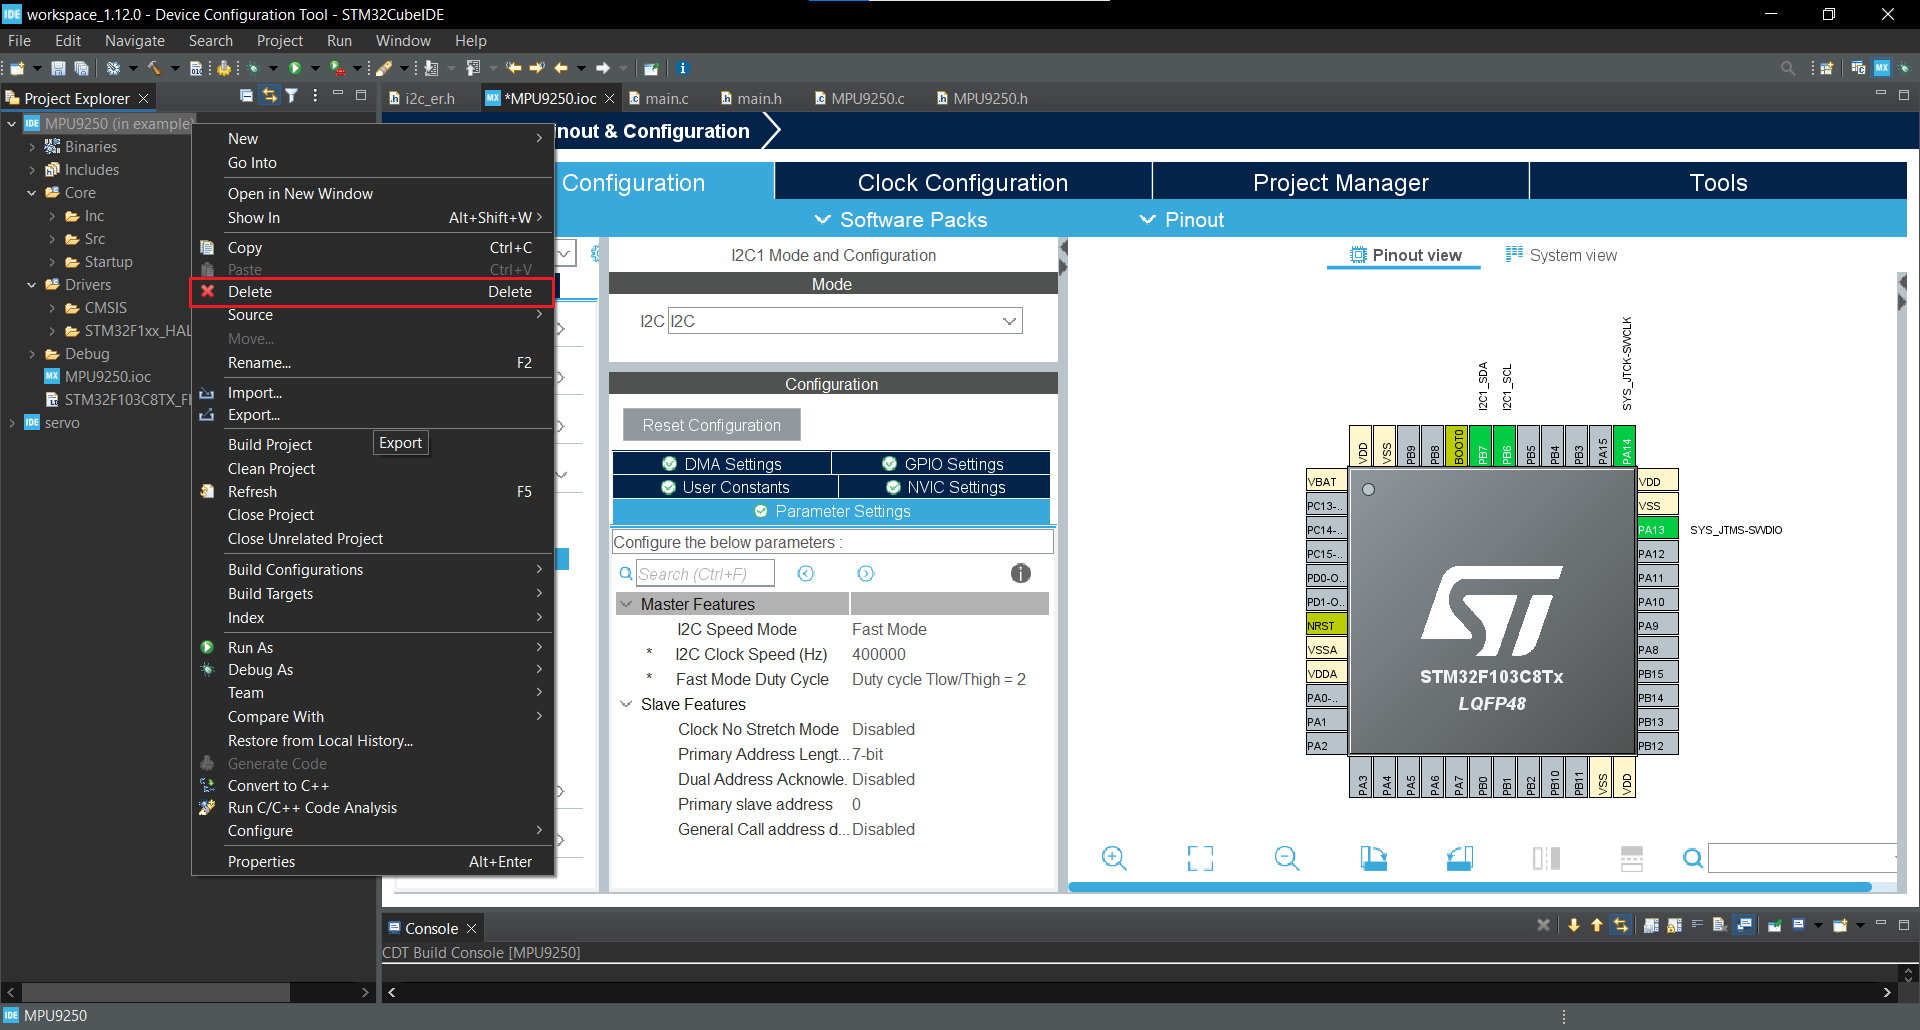 workspace_1.12.0 - Device Configuration Tool - STM32CubeIDE
File Edit Navigate Search Project Run Window Help
Project Explorer
i2c_er.h
*MPU9250.ioc
main.c
main.h
MPU9250.c
MPU9250.h
MPU9250 (in example
Binaries
Includes
Core
Inc
Src
Startup
Drivers
CMSIS
STM32F1xx_HAL
Debug
MPU9250.ioc
STM32F103C8TX_FL
servo
New
Go Into
Open in New Window
Show In Alt+Shift+W
Copy Ctrl+C
Paste Ctrl+V
Delete Delete
Source
Move...
Rename... F2
Import...
Export...
Build Project
Export
Clean Project
Refresh F5
Close Project
Close Unrelated Project
Build Configurations
Build Targets
Index
Run As
Debug As
Team
Compare With
Restore from Local History...
Generate Code
Convert to C++
Run C/C++ Code Analysis
Configure
Properties Alt+Enter
inout & Configuration
Configuration
Clock Configuration
Project Manager
Tools
Software Packs
Pinout
I2C1 Mode and Configuration
Mode
I2C I2C
Configuration
Reset Configuration
DMA Settings
GPIO Settings
User Constants
NVIC Settings
Parameter Settings
Configure the below parameters :
Search (Ctrl+F)
Master Features
I2C Speed Mode Fast Mode
* I2C Clock Speed (Hz) 400000
* Fast Mode Duty Cycle Duty cycle Tlow/Thigh = 2
Slave Features
Clock No Stretch Mode Disabled
Primary Address Lengt... 7-bit
Dual Address Acknowle. Disabled
Primary slave address 0
General Call address d... Disabled
Pinout view
System view
I2C1_SDA
I2C1_SCL
SYS_JTCK-SWCLK
VDD
VSS
PB9
PB8
BOOT0
PB7
PB6
PB5
PB4
PB3
PA15
PA14
VBAT
PC13-..
PC14-..
PC15-..
PD0-O..
PD1-O..
NRST
VSSA
VDDA
PA0-..
PA1
PA2
VDD
VSS
PA13 SYS_JTMS-SWDIO
PA12
PA11
PA10
PA9
PA8
PB15
PB14
PB13
PB12
STM32F103C8Tx
LQFP48
PA3
PA4
PA5
PA6
PA7
PB0
PB1
PB2
PB10
PB11
VSS
VDD
Console
CDT Build Console [MPU9250]
MPU9250